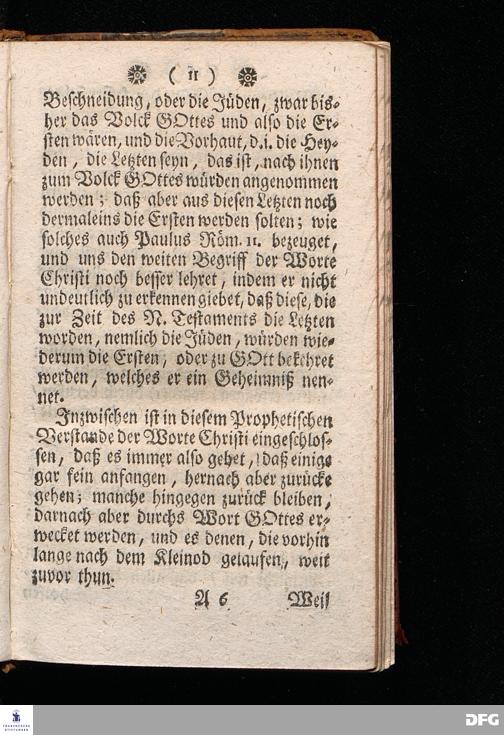 ( 11 )
Beschneidung, oder die Jüden, zwar bis-
her das Volck GOttes und also die Er-
sten wären, und die Vorhaut, d. i. die Hey-
den, die Letzten seyn, das ist, nach ihnen
zum Volck GOttes würden angenommen
werden; daß aber aus diesen Letzten noch
dermaleins die Ersten werden solten; wie
solches auch Paulus Röm. 11. bezeuget,
und uns den weiten Begriff der Worte
Christi noch besser lehret, indem er nicht
undeutlich zu erkennen giebet, daß diese, die
zur Zeit des N. Testaments die Letzten
worden, nemlich die Jüden, würden wie-
derum die Ersten, oder zu GOtt bekehret
werden, welches er ein Geheimniß nen-
net.
Inzwischen ist in diesem Prophetischen
Verstande der Worte Christi eingeschlos-
sen, daß es immer also gehet, daß einige
gar fein anfangen, hernach aber zurücke
gehen; manche hingegen zurück bleiben,
darnach aber durchs Wort GOttes er-
wecket werden, und es denen, die vorhin
lange nach dem Kleinod gelaufen, weit
zuvor thun.
A 6 Weil
FRANCKESCHE
STIFTUNGEN
DFG